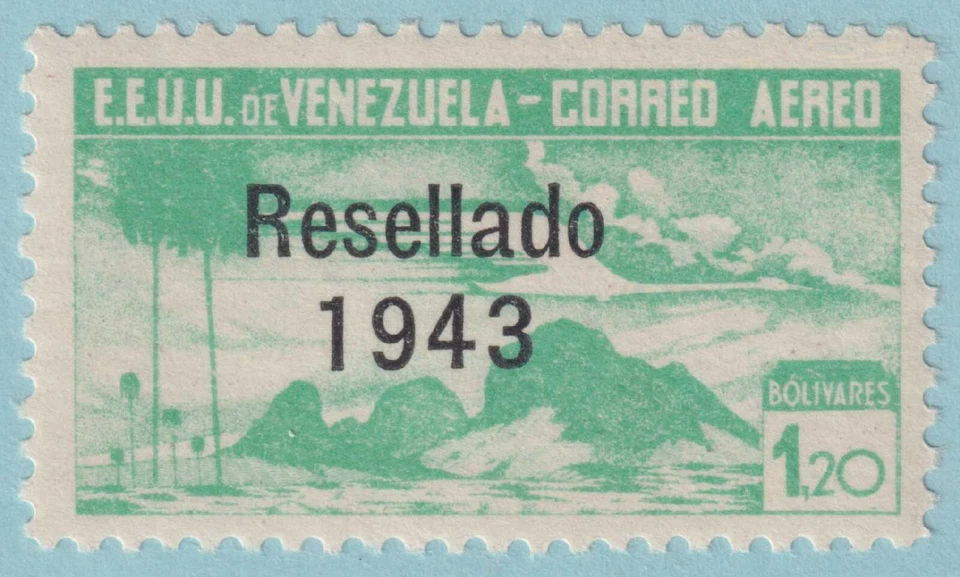 E.E.U.U. DE VENEZUELA - CORREO AEREO
Resellado
1943
BOLIVARES
1,20